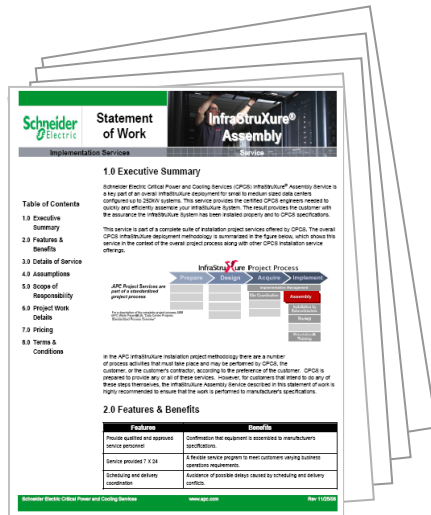 Schneider
Electric
Statement
of Work
InfraStruXure®
Assembly
Implementation Services
Service
1.0 Executive Summary
Schneider Electric Critical Power and Cooling Services (CPCS) InfraStruXure® Assembly Service is
a key part of an overall InfraStruXure deployment for small to medium sized data centers
configured up to 250kW systems. This service provides the certified CPCS engineers needed to
quickly and efficiently assemble your InfraStruXure System. The result provides the customer with
the assurance the InfraStruXure System has been installed properly and to CPCS specifications.
This service is part of a complete suite of installation project services offered by CPCS. The overall
CPCS InfraStruXure deployment methodology is summarized in the figure below, which shows this
service in the context of the overall project process along with other CPCS installation service
offerings.
Table of Contents
1.0 Executive
Summary
2.0 Features &
Benefits
3.0 Details of Service
4.0 Assumptions
5.0 Scope of
Responsibility
6.0 Project Work
Details
7.0 Pricing
8.0 Terms &
Conditions
InfraStruXure Project Process
Prepare
Design
Acquire
Implement
APC Project Services are
part of a standardized
project process
Implementation Management
Site Coordination
Assembly
In the APC InfraStruXure installation project methodology there are a number
of process activities that must take place and may be performed by CPCS, the
customer, or the customer's contractor, according to the preference of the customer. CPCS is
prepared to provide any or all of these services. However, for customers that intend to do any of
these steps themselves, the InfraStruXure Assembly Service described in this statement of work is
highly recommended to ensure that the work is performed to manufacturer's specifications.
2.0 Features & Benefits
Features
Benefits
Provide qualified and approved
service personnel
Confirmation that equipment is assembled to manufacturer's
specifications.
Service provided 7 X 24
A flexible service program to meet customers varying business
operations requirements.
Scheduling and delivery
coordination
Avoidance of possible delays caused by scheduling and delivery
conflicts.
Schneider Electric Critical Power and Cooling Services
www.apc.com